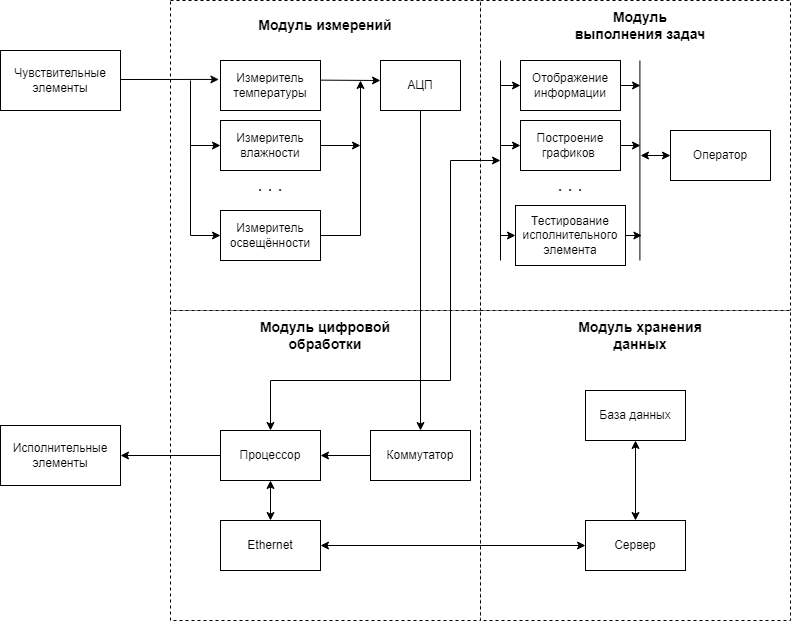 Модуль измерений
Чувствительные
элементы
Измеритель
температуры
АЦП
Измеритель
влажности
. . .
Измеритель
освещённости
Модуль
выполнения задач
Отображение
информации
Построение
графиков
. . .
Тестирование
исполнительного
элемента
Оператор
Модуль цифровой
обработки
Исполнительные
элементы
Процессор
Коммутатор
Ethernet
Модуль хранения
данных
База данных
Сервер